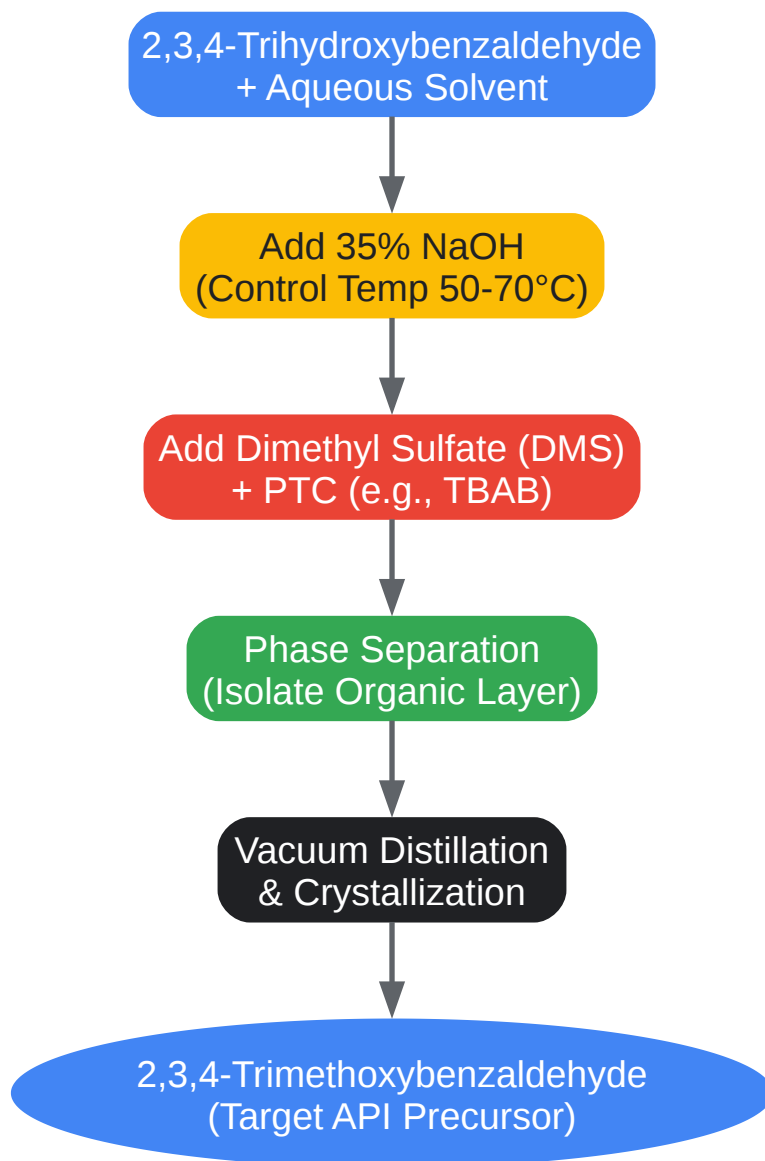 2,3,4-Trihydroxybenzaldehyde
+ Aqueous Solvent
Add 35% NaOH
(Control Temp 50-70°C)
Add Dimethyl Sulfate (DMS)
+ PTC (e.g., TBAB)
Phase Separation
(Isolate Organic Layer)
Vacuum Distillation
& Crystallization
2,3,4-Trimethoxybenzaldehyde
(Target API Precursor)